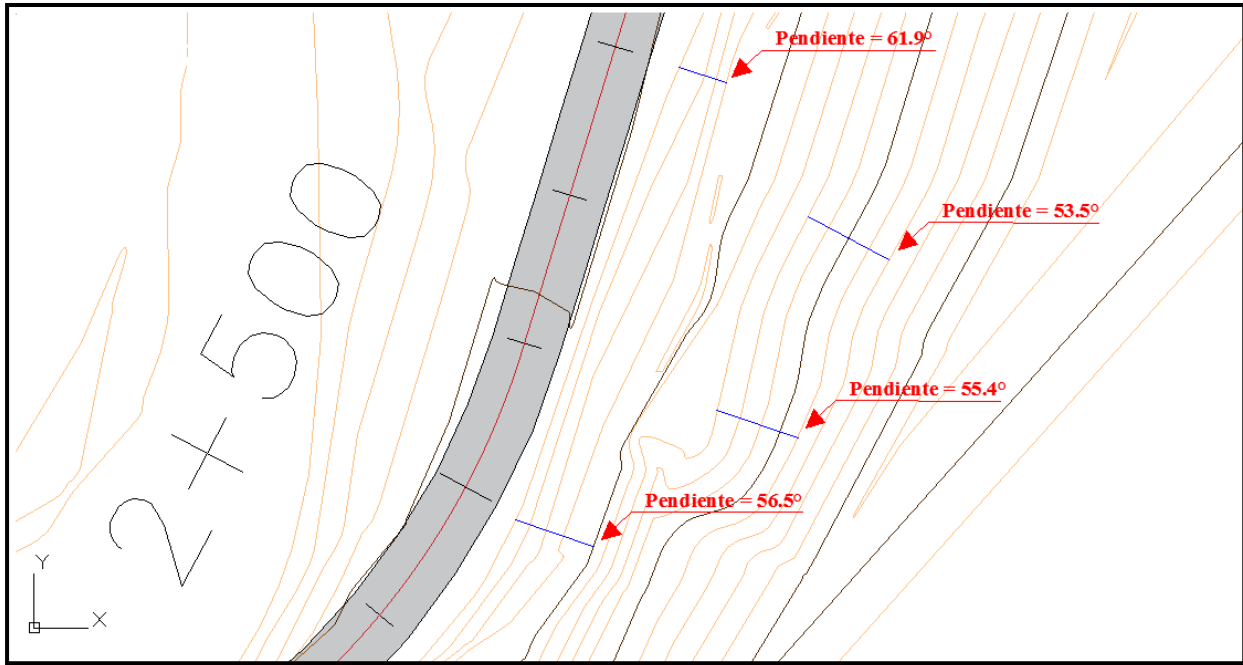 Pendiente = 61.9°
Pendiente = 53.5°
Pendiente = 55.4°
Pendiente = 56.5°
2+500
Y
X